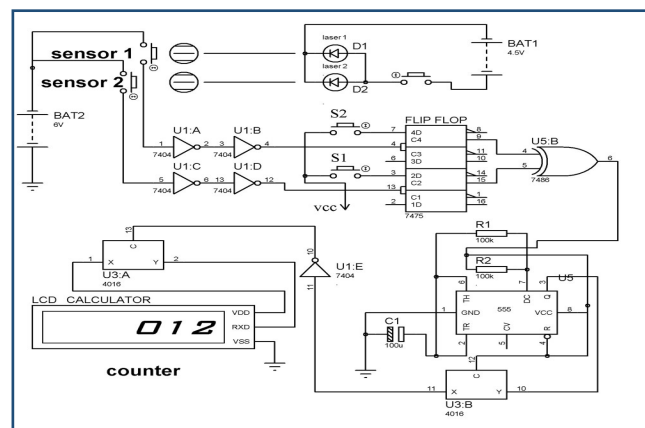 laser 1
D1
laser 2
D2
BAT1
4.5V
sensor 1
sensor 2
BAT2
6V
U1:A
1 2
7404
U1:B
3 4
7404
U1:C
5 6
7404
U1:D
13 12
7404
S2
S1
vcc
FLIP FLOP
7 4D 8
C4 9
4 C3 11
6 3D 10
3 2D 14
C2 15
13 C1 1
2 1D 16
7475
U5:B
4
5
6
7486
R1
100k
R2
100k
U5
6 7 3
TH DC Q
1 GND 555 VCC 8
TR CV R
2 5 4
C1
100u
13
C
1 X Y 2
U3:A
4016
10
U1:E
7404
11
12
C
11 X Y 10
U3:B
4016
LCD CALCULATOR
012
VDD
RXD
VSS
counter